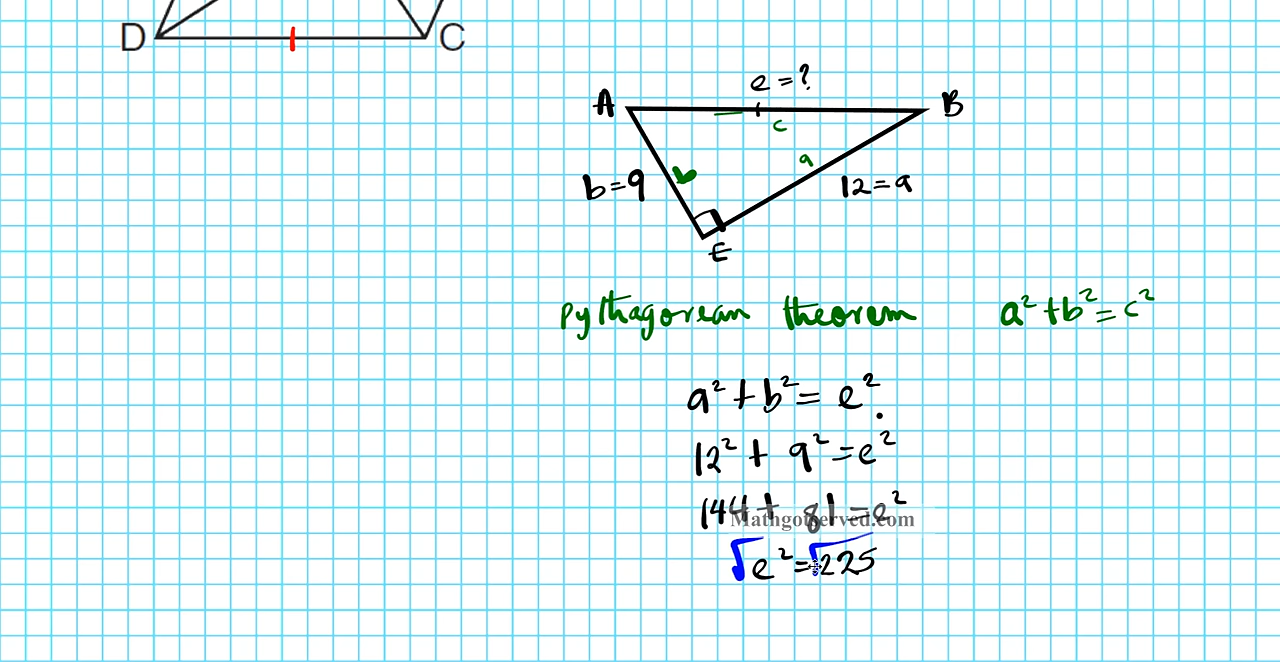 D C
e = ?
A B
c
a
b = 9 b 12 = a
E
Pythagorean theorem a² + b² = c²
a² + b² = e².
12² + 9² = e²
144 + 81 = e²
Mathgotserved.com
√e² = √225